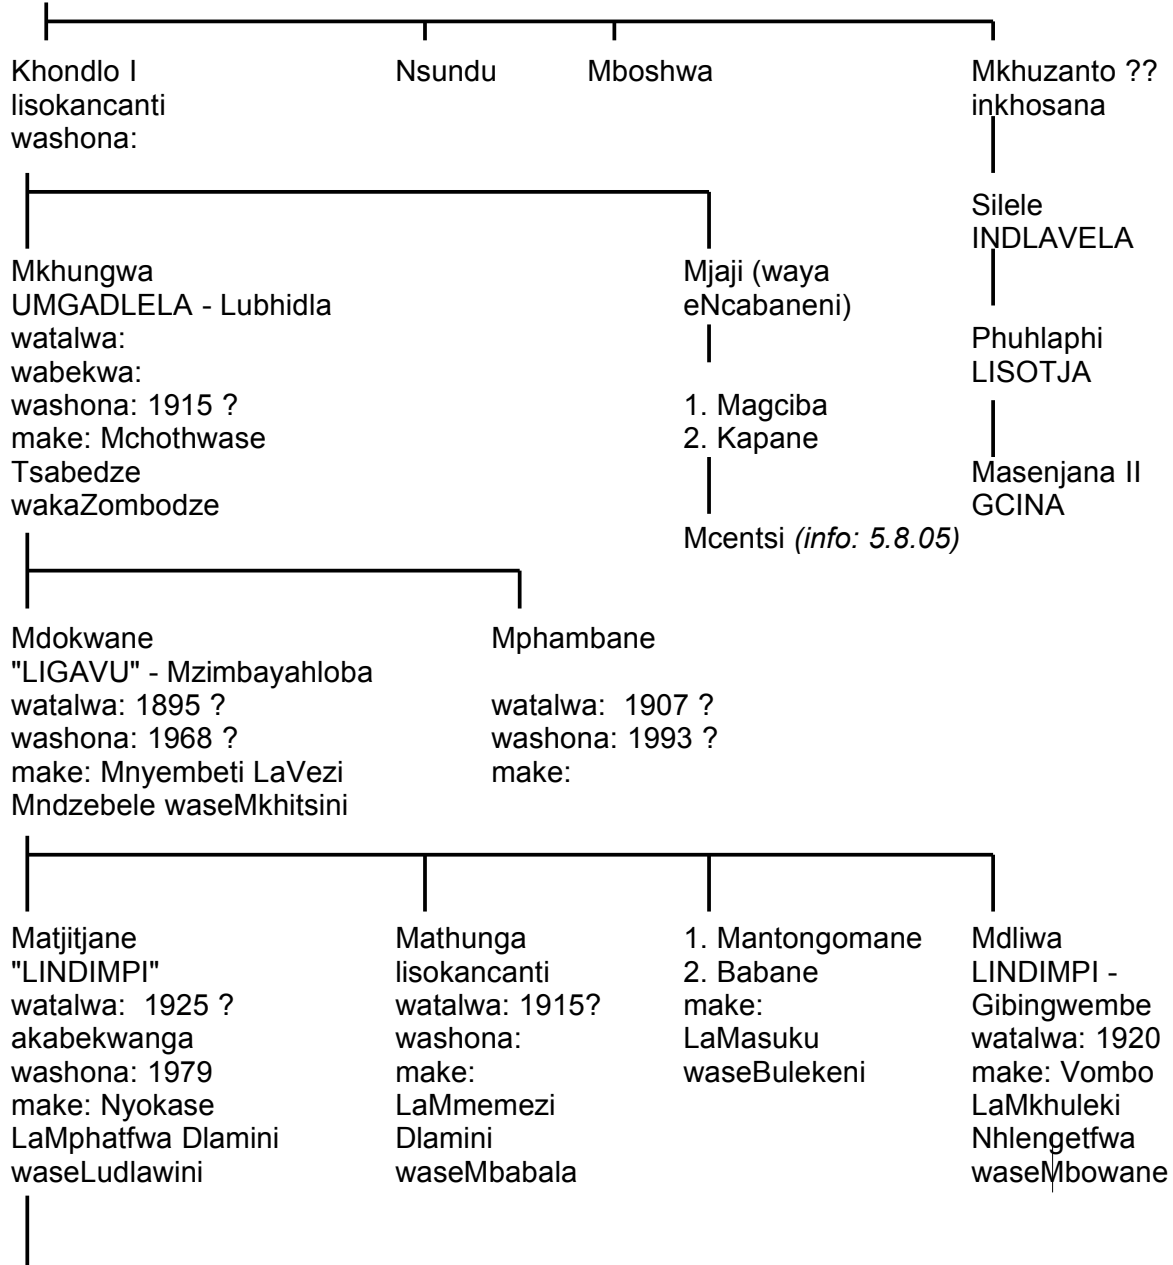 Khondlo I
lisokancanti
washona:
Nsundu
Mboshwa
Mkhuzanto ??
inkhosana
Silele
INDLAVELA
Phuhlaphi
LISOTJA
Masenjana II
GCINA
Mkhungwa
UMGADLELA - Lubhidla
watalwa:
wabekwa:
washona: 1915 ?
make: Mchothwase
Tsabedze
wakaZombodze
Mjaji (waya
eNcabaneni)
1. Magciba
2. Kapane
Mcentsi (info: 5.8.05)
Mdokwane
"LIGAVU" - Mzimbayahloba
watalwa: 1895 ?
washona: 1968 ?
make: Mnyembeti LaVezi
Mndzebele waseMkhitsini
Mphambane
watalwa: 1907 ?
washona: 1993 ?
make:
Matjitjane
"LINDIMPI"
watalwa: 1925 ?
akabekwanga
washona: 1979
make: Nyokase
LaMphatfwa Dlamini
waseLudlawini
Mathunga
lisokancanti
watalwa: 1915?
washona:
make:
LaMmemezi
Dlamini
waseMbabala
1. Mantongomane
2. Babane
make:
LaMasuku
waseBulekeni
Mdliwa
LINDIMPI -
Gibingwembe
watalwa: 1920
make: Vombo
LaMkhuleki
Nhlengetfwa
waseMbowane